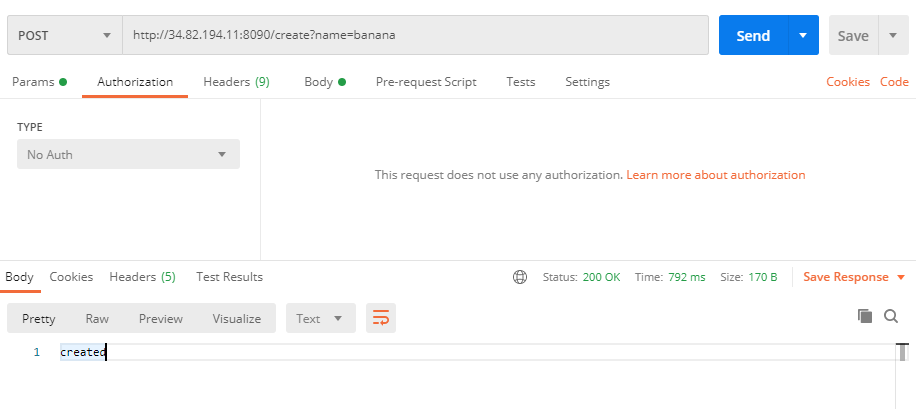 POST http://34.82.194.11:8090/create?name=banana Send Save
Params Authorization Headers (9) Body Pre-request Script Tests Settings Cookies Code
TYPE
No Auth
This request does not use any authorization. Learn more about authorization
Body Cookies Headers (5) Test Results Status: 200 OK Time: 792 ms Size: 170 B Save Response
Pretty Raw Preview Visualize Text
1 created